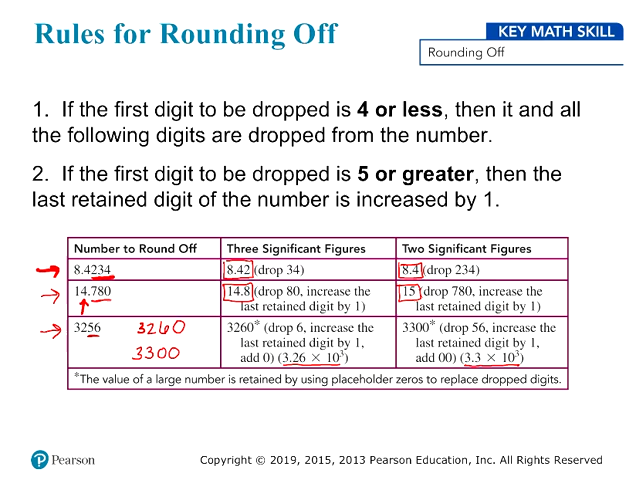 Rules for Rounding Off
KEY MATH SKILL
Rounding Off
1. If the first digit to be dropped is 4 or less, then it and all
the following digits are dropped from the number.
2. If the first digit to be dropped is 5 or greater, then the
last retained digit of the number is increased by 1.
Number to Round Off Three Significant Figures Two Significant Figures
8.4234 8.42 (drop 34) 8.4 (drop 234)
14.780 14.8 (drop 80, increase the 15 (drop 780, increase the
last retained digit by 1) last retained digit by 1)
3256 3260 3260* (drop 6, increase the 3300* (drop 56, increase the
3300 last retained digit by 1, last retained digit by 1,
add 0) (3.26 × 10³) add 00) (3.3 × 10³)
*The value of a large number is retained by using placeholder zeros to replace dropped digits.
P Pearson
Copyright © 2019, 2015, 2013 Pearson Education, Inc. All Rights Reserved